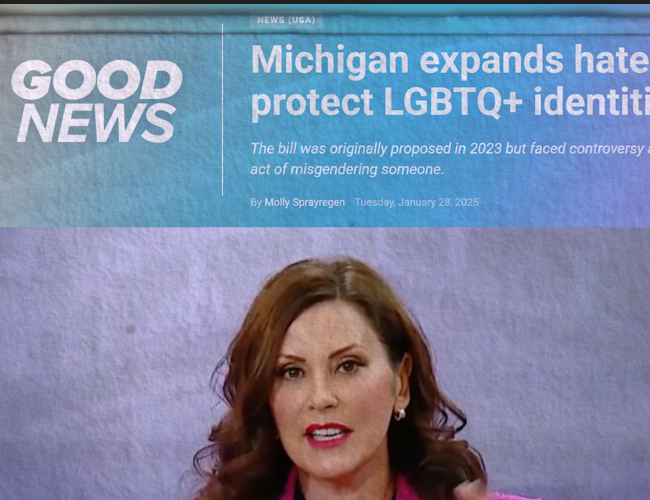 NEWS (USA)
GOOD
NEWS
Michigan expands hate
protect LGBTQ+ identiti
The bill was originally proposed in 2023 but faced controversy
act of misgendering someone.
By Molly Sprayregen Tuesday, January 28, 2025